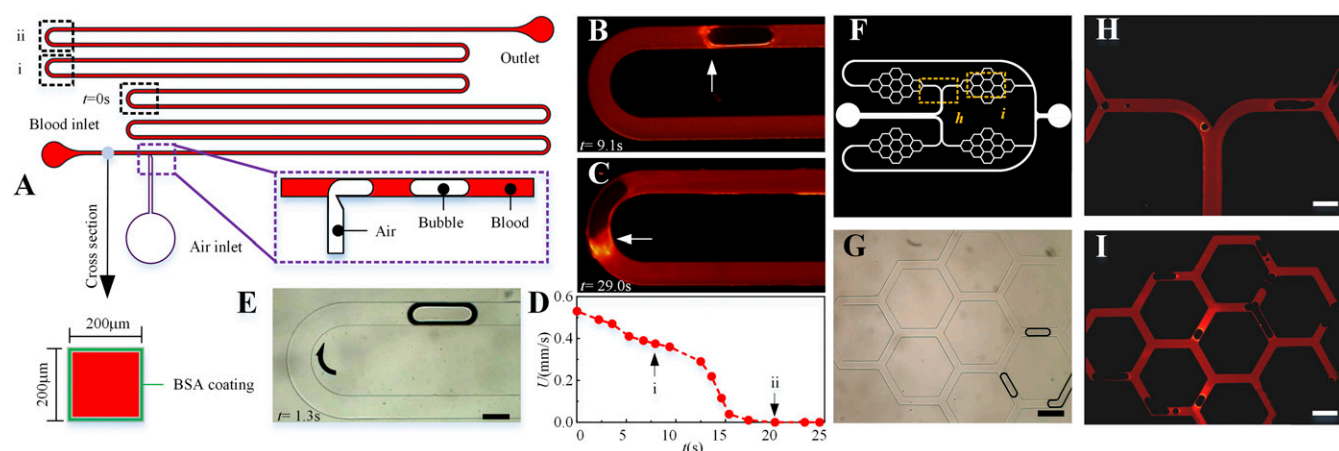 A
ii
i
t=0s
Outlet
Blood inlet
Cross section
Air inlet
Air
Bubble
Blood
200μm
200μm
BSA coating
B
t= 9.1s
C
t= 29.0s
D
U(mm/s)
0.6
0.4
0.2
0.0
i
ii
0
5
10
15
20
25
t(s)
E
t= 1.3s
F
h
i
G
H
I